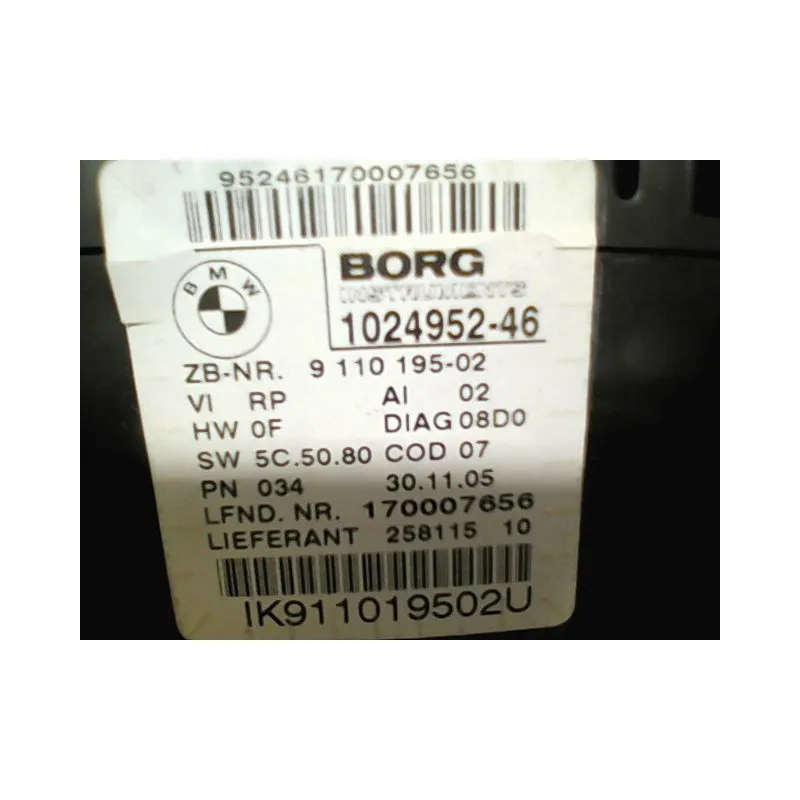 95246170007656
BMW
BORG
INSTRUMENTS
1024952-46
ZB-NR. 9 110 195-02
VI RP AI 02
HW 0F DIAG 08D0
SW 5C.50.80 COD 07
PN 034 30.11.05
LFND. NR. 170007656
LIEFERANT 258115 10
IK911019502U